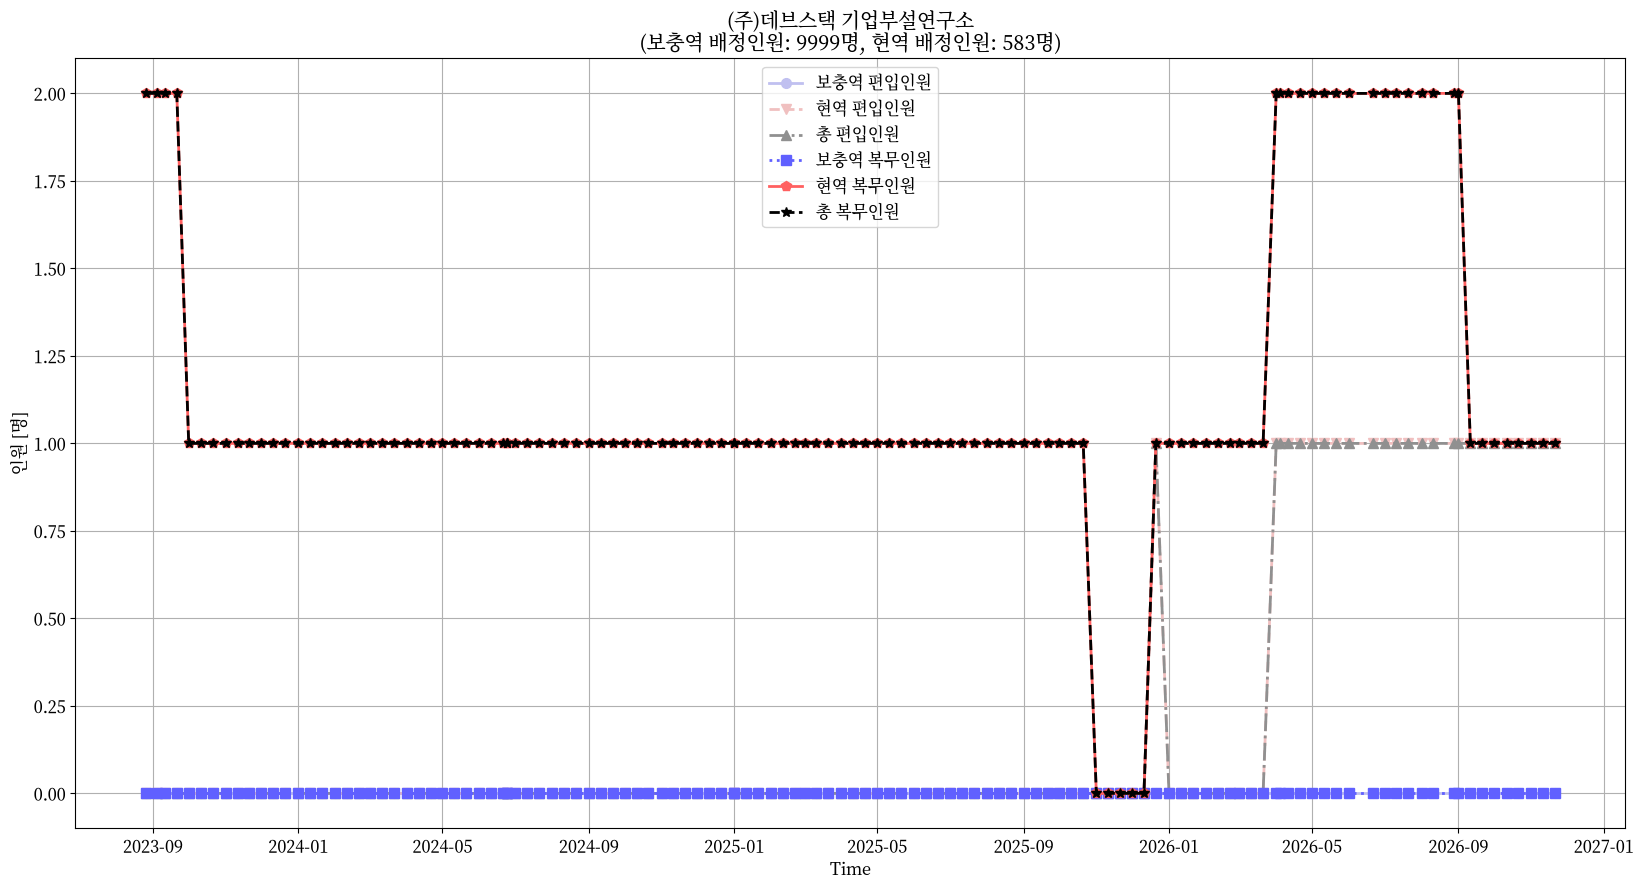 (주)데브스택 기업부설연구소
(보충역 배정인원: 9999명, 현역 배정인원: 583명)
보충역 편입인원
현역 편입인원
총 편입인원
보충역 복무인원
현역 복무인원
총 복무인원
인원 [명]
2.00
1.75
1.50
1.25
1.00
0.75
0.50
0.25
0.00
2023-09 2024-01 2024-05 2024-09 2025-01 2025-05 2025-09 2026-01 2026-05 2026-09 2027-01
Time